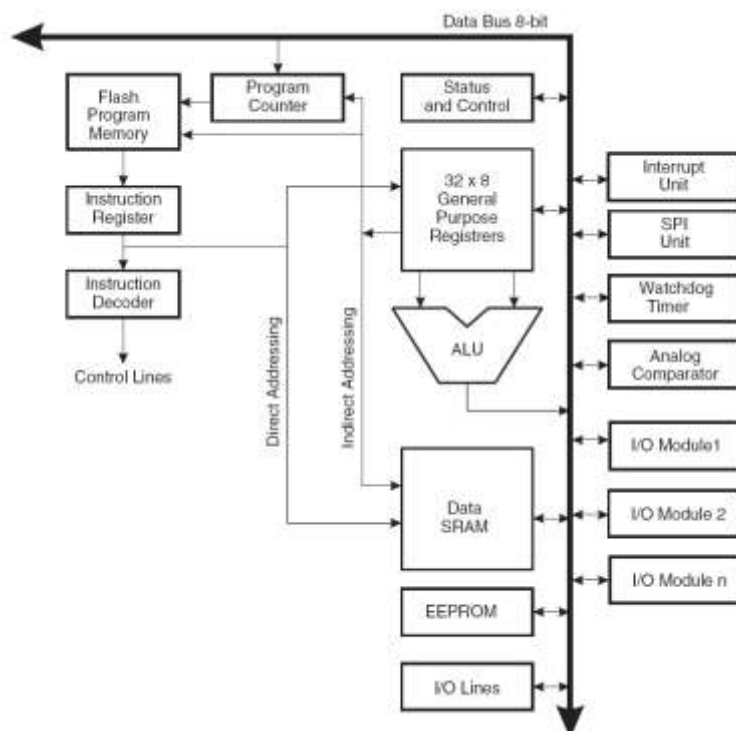 Data Bus 8-bit
Flash
Program
Memory
Program
Counter
Status
and Control
Instruction
Register
32 x 8
General
Purpose
Registrers
Interrupt
Unit
SPI
Unit
Instruction
Decoder
Watchdog
Timer
Control Lines
Direct Addressing
Indirect Addressing
ALU
Analog
Comparator
I/O Module1
Data
SRAM
I/O Module 2
I/O Module n
EEPROM
I/O Lines